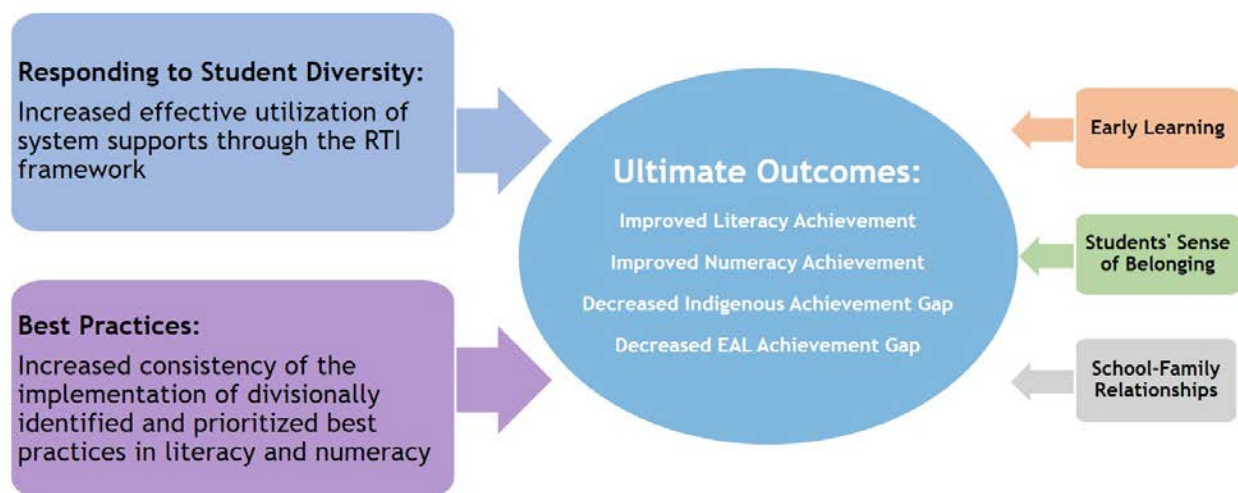 Responding to Student Diversity:
Increased effective utilization of
system supports through the RTI
framework
Best Practices:
Increased consistency of the
implementation of divisionally
identified and prioritized best
practices in literacy and numeracy
Ultimate Outcomes:
Improved Literacy Achievement
Improved Numeracy Achievement
Decreased Indigenous Achievement Gap
Decreased EAL Achievement Gap
Early Learning
Students' Sense
of Belonging
School-Family
Relationships